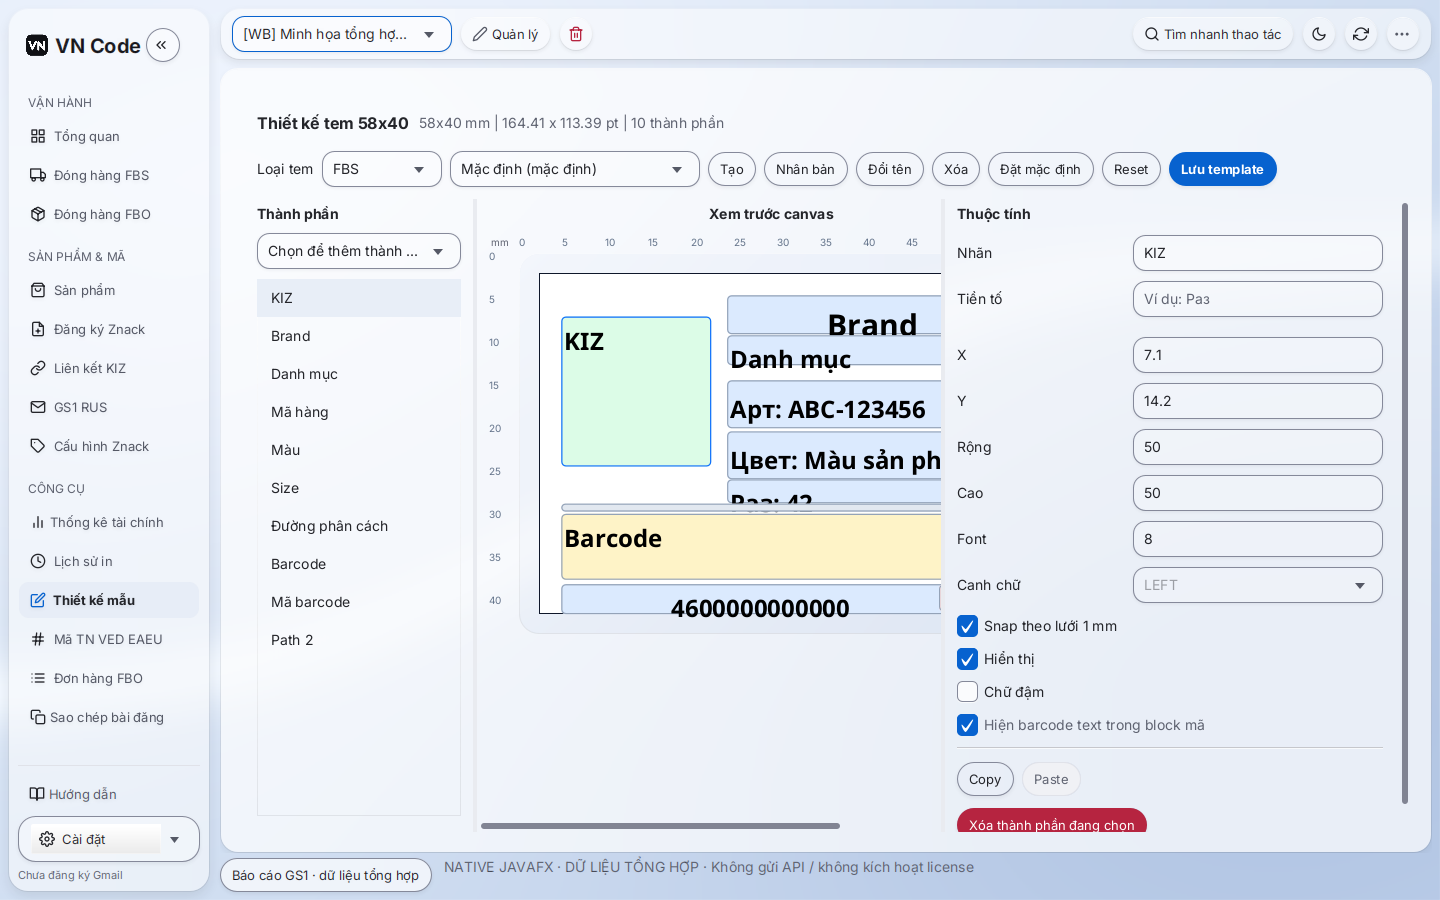 VN VN Code
VẬN HÀNH
Tổng quan
Đóng hàng FBS
Đóng hàng FBO
SẢN PHẨM & MÃ
Sản phẩm
Đăng ký Znack
Liên kết KIZ
GS1 RUS
Cấu hình Znack
CÔNG CỤ
Thống kê tài chính
Lịch sử in
Thiết kế mẫu
Mã TN VED EAEU
Đơn hàng FBO
Sao chép bài đăng
Hướng dẫn
Cài đặt
Chưa đăng ký Gmail
[WB] Minh họa tổng hợ...
Quản lý
Tìm nhanh thao tác
Thiết kế tem 58x40 58x40 mm | 164.41 x 113.39 pt | 10 thành phần
Loại tem FBS Mặc định (mặc định) Tạo Nhân bản Đổi tên Xóa Đặt mặc định Reset Lưu template
Thành phần
Chọn để thêm thành ...
KIZ
Brand
Danh mục
Mã hàng
Màu
Size
Đường phân cách
Barcode
Mã barcode
Path 2
Xem trước canvas
mm 0 5 10 15 20 25 30 35 40 45
0
5
10
15
20
25
30
35
40
KIZ
Brand
Danh mục
Арт: ABC-123456
Цвет: Màu sản ph
Раз: 42
Barcode
4600000000000
Thuộc tính
Nhãn KIZ
Tiền tố Ví dụ: Раз
X 7.1
Y 14.2
Rộng 50
Cao 50
Font 8
Canh chữ LEFT
Snap theo lưới 1 mm
Hiển thị
Chữ đậm
Hiện barcode text trong block mã
Copy Paste
Xóa thành phần đang chọn
Báo cáo GS1 · dữ liệu tổng hợp
NATIVE JAVAFX · DỮ LIỆU TỔNG HỢP · Không gửi API / không kích hoạt license